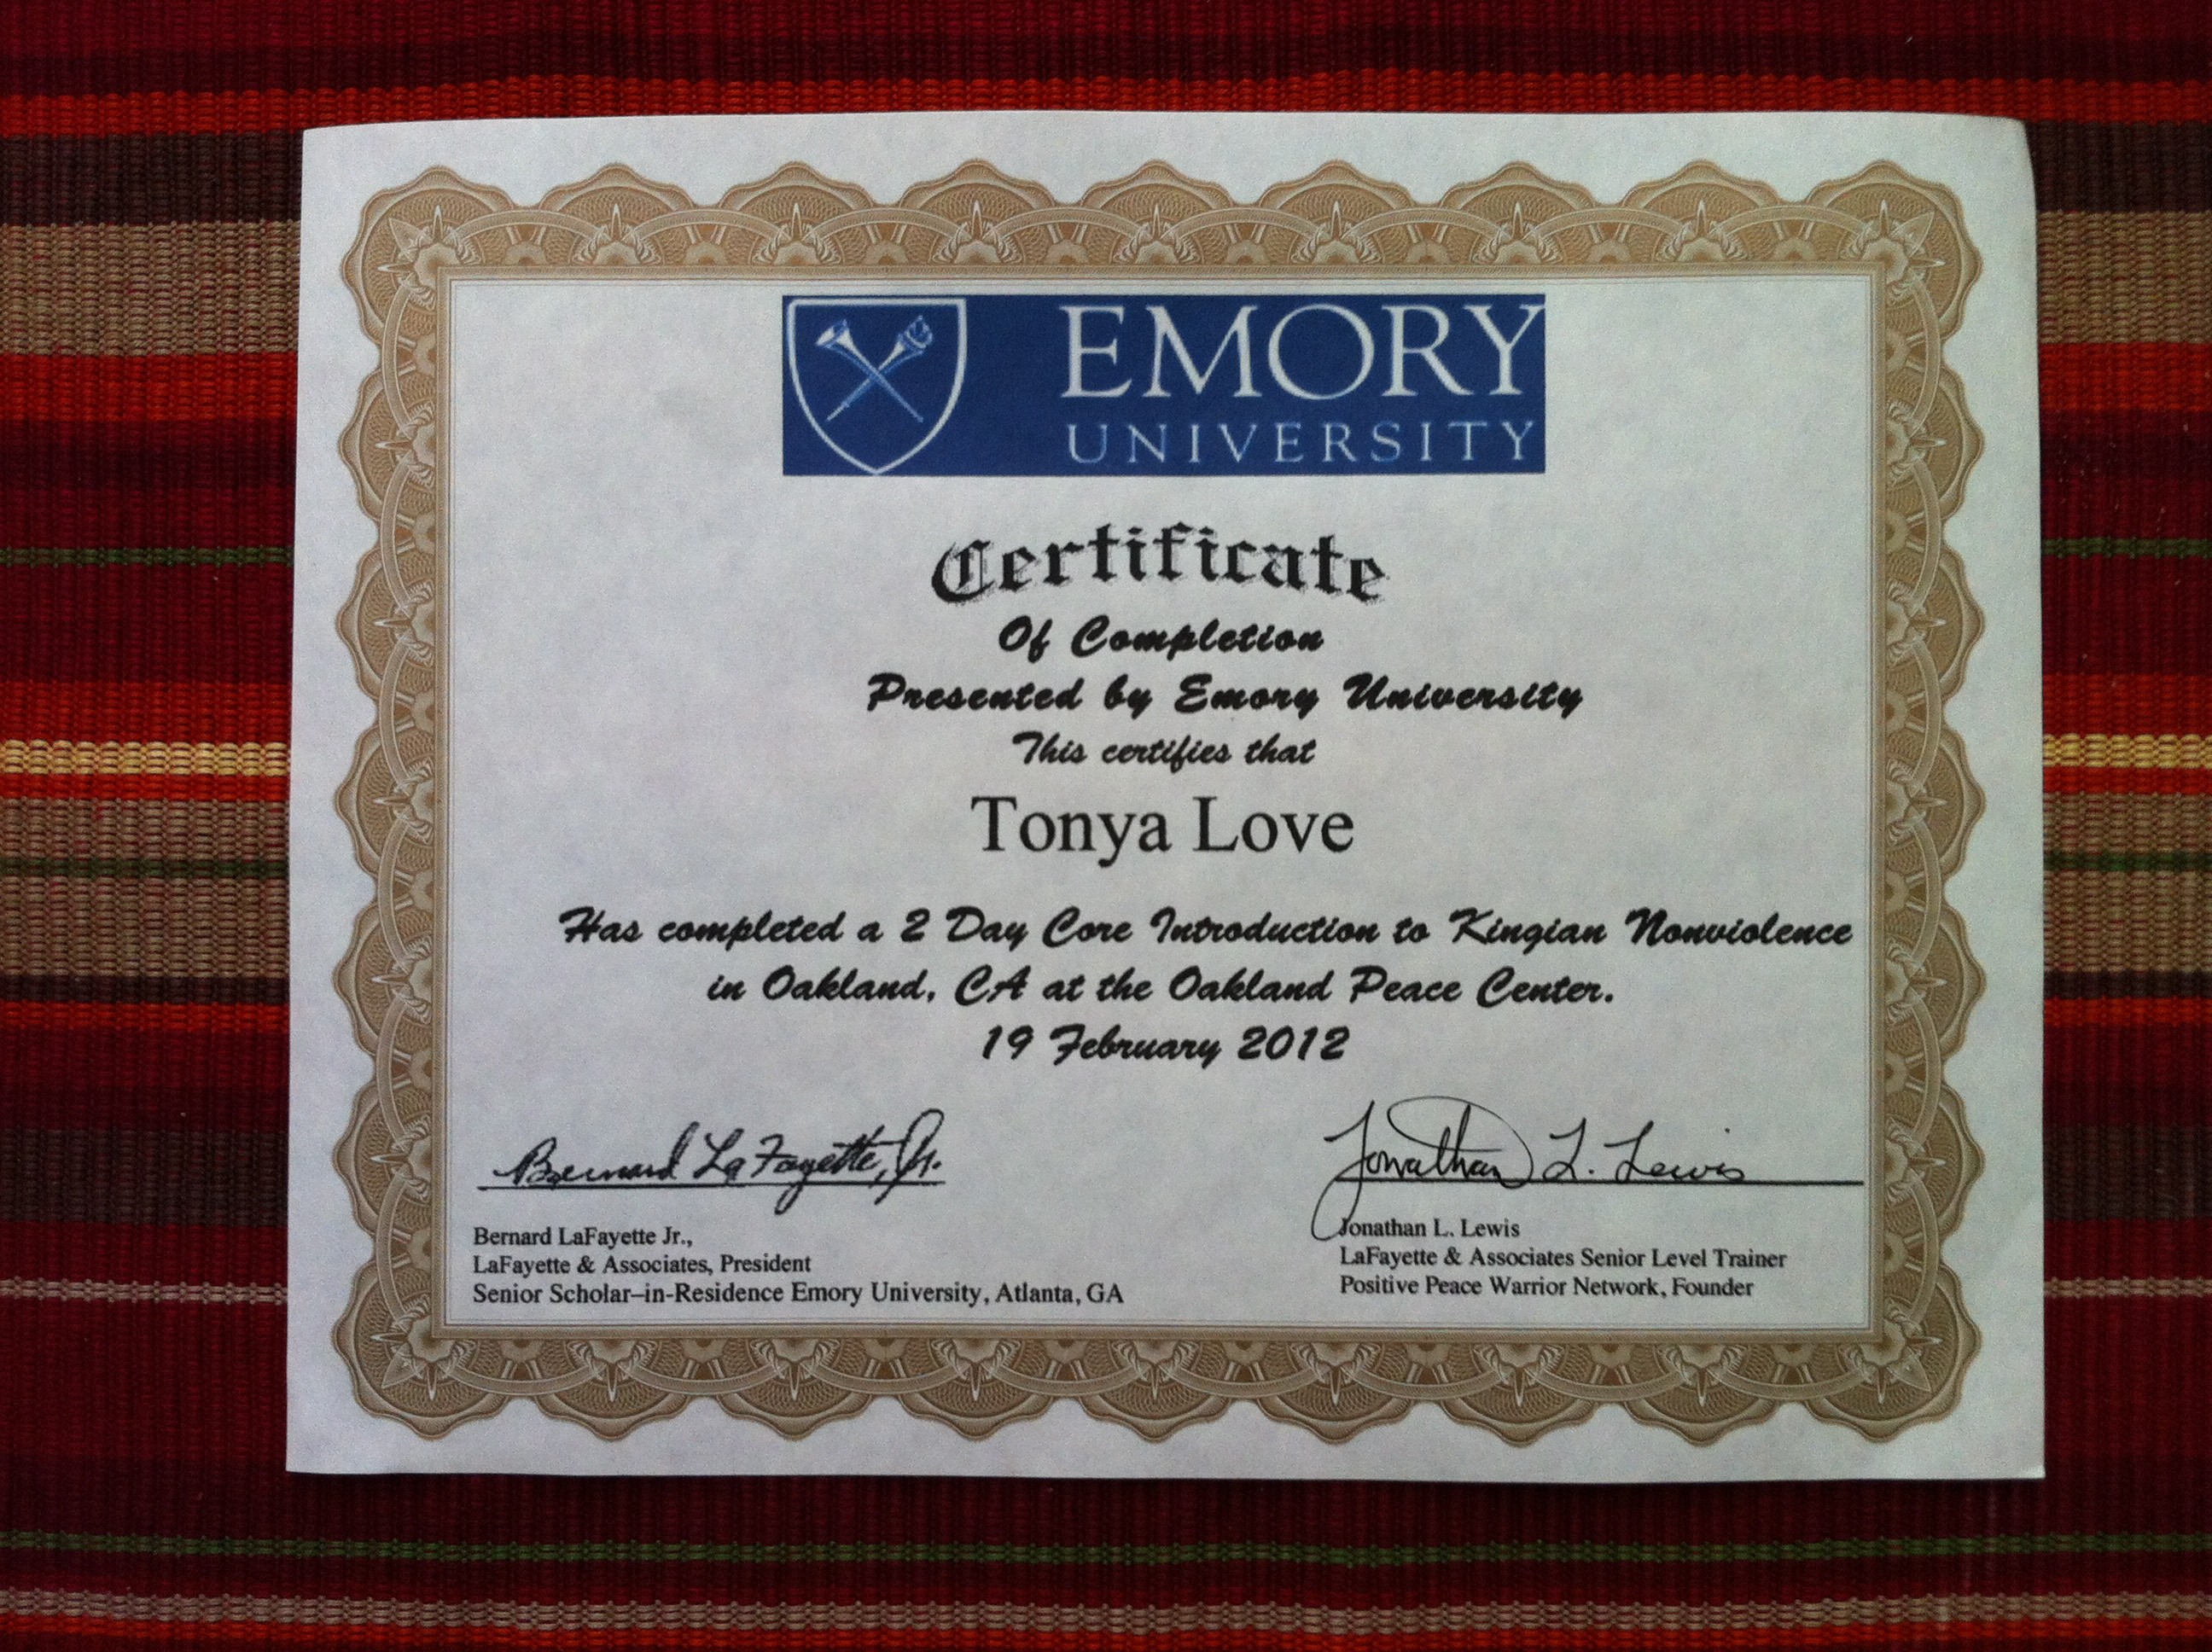 EMORY
UNIVERSITY
Certificate
Of Completion
Presented by Emory University
This certifies that
Tonya Love
Has completed a 2 Day Core Introduction to Kingian Nonviolence
in Oakland, CA at the Oakland Peace Center.
19 February 2012
Bernard LaFayette, Jr.
Bernard LaFayette Jr.,
LaFayette & Associates, President
Senior Scholar–in-Residence Emory University, Atlanta, GA
Jonathan L. Lewis
Jonathan L. Lewis
LaFayette & Associates Senior Level Trainer
Positive Peace Warrior Network, Founder